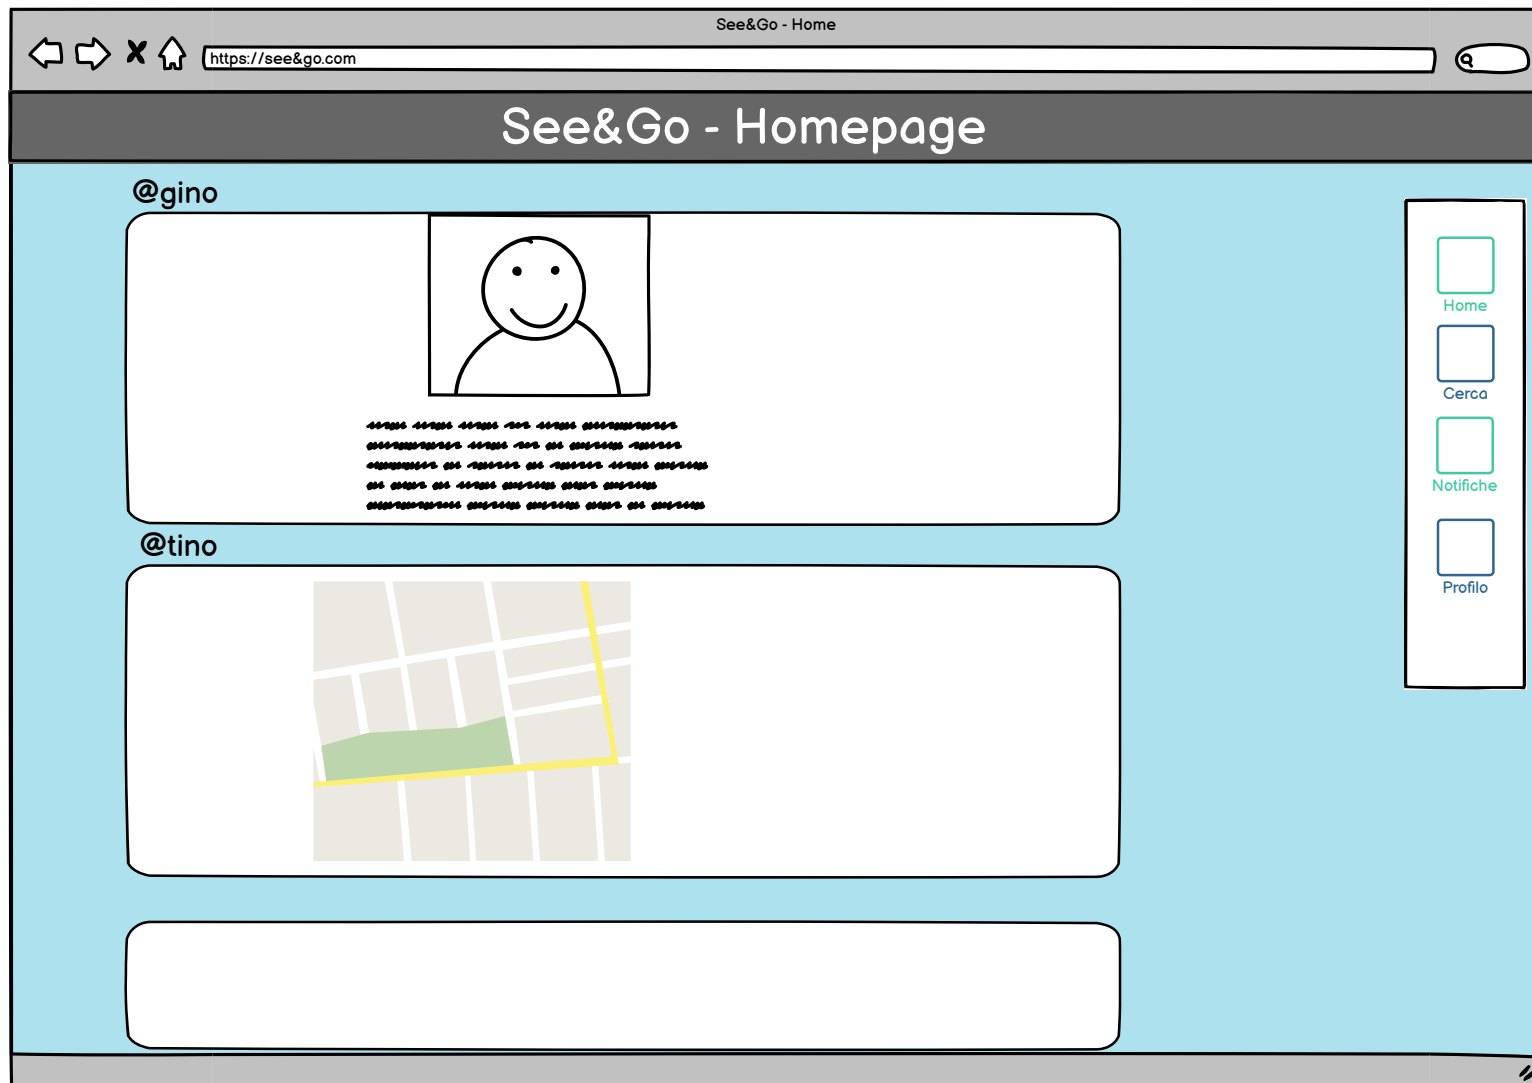 See&Go - Home
https://see&go.com
See&Go - Homepage
@gino
@tino
Home
Cerca
Notifiche
Profilo